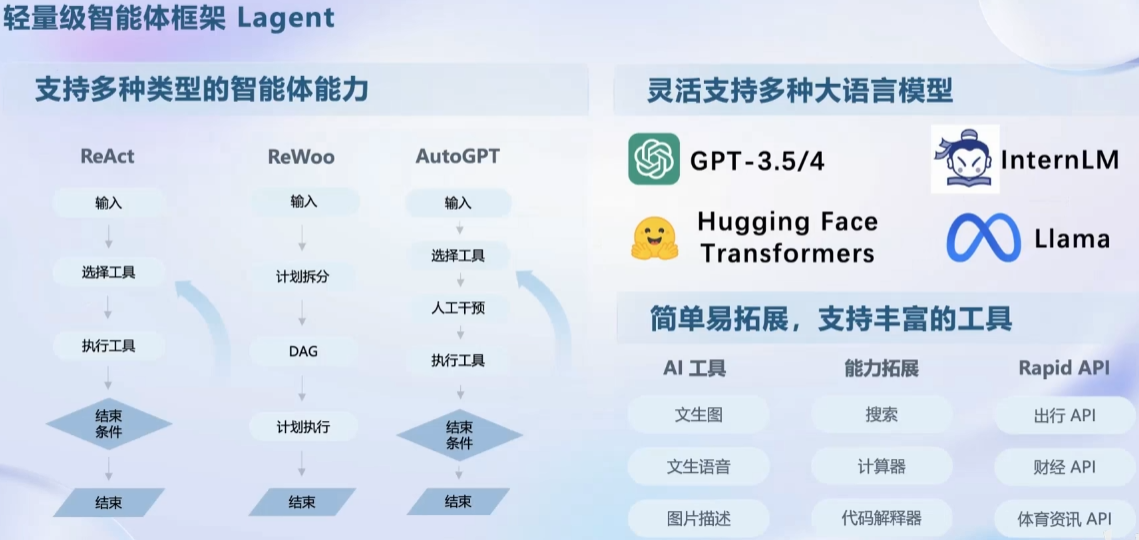 轻量级智能体框架 Lagent
支持多种类型的智能体能力
ReAct
输入
选择工具
执行工具
结束
条件
结束
ReWoo
输入
计划拆分
DAG
计划执行
结束
AutoGPT
输入
选择工具
人工干预
执行工具
结束
条件
结束
灵活支持多种大语言模型
GPT-3.5/4
InternLM
Hugging Face
Transformers
Llama
简单易拓展，支持丰富的工具
AI 工具
文生图
文生语音
图片描述
能力拓展
搜索
计算器
代码解释器
Rapid API
出行 API
财经 API
体育资讯 API